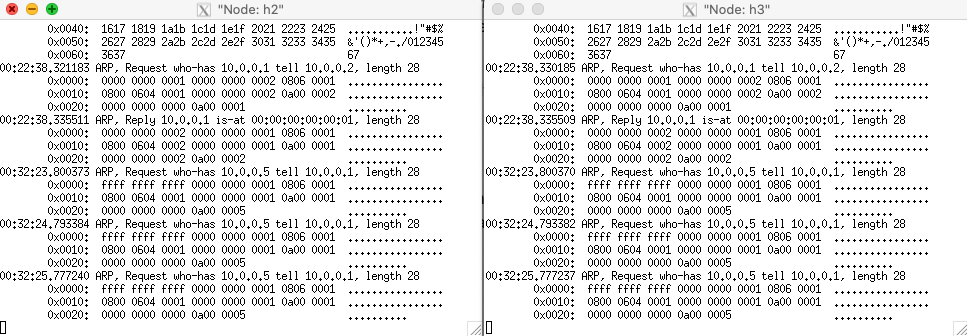 "Node: h2"
0x0040: 1617 1819 1a1b 1c1d 1e1f 2021 2223 2425 ...........!"#$%
0x0050: 2627 2829 2a2b 2c2d 2e2f 3031 3233 3435 &'()*+,-./012345
0x0060: 3637 67
00:22:38.321183 ARP, Request who-has 10.0.0.1 tell 10.0.0.2, length 28
0x0000: 0000 0000 0001 0000 0000 0002 0806 0001 ................
0x0010: 0800 0604 0001 0000 0000 0002 0a00 0002 ................
0x0020: 0000 0000 0000 0a00 0001 ..........
00:22:38.335511 ARP, Reply 10.0.0.1 is-at 00:00:00:00:00:01, length 28
0x0000: 0000 0000 0002 0000 0000 0001 0806 0001 ................
0x0010: 0800 0604 0002 0000 0000 0001 0a00 0001 ................
0x0020: 0000 0000 0002 0a00 0002 ..........
00:32:23.800373 ARP, Request who-has 10.0.0.5 tell 10.0.0.1, length 28
0x0000: ffff ffff ffff 0000 0000 0001 0806 0001 ................
0x0010: 0800 0604 0001 0000 0000 0001 0a00 0001 ................
0x0020: 0000 0000 0000 0a00 0005 ..........
00:32:24.793384 ARP, Request who-has 10.0.0.5 tell 10.0.0.1, length 28
0x0000: ffff ffff ffff 0000 0000 0001 0806 0001 ................
0x0010: 0800 0604 0001 0000 0000 0001 0a00 0001 ................
0x0020: 0000 0000 0000 0a00 0005 ..........
00:32:25.777240 ARP, Request who-has 10.0.0.5 tell 10.0.0.1, length 28
0x0000: ffff ffff ffff 0000 0000 0001 0806 0001 ................
0x0010: 0800 0604 0001 0000 0000 0001 0a00 0001 ................
0x0020: 0000 0000 0000 0a00 0005 ..........
"Node: h3"
0x0040: 1617 1819 1a1b 1c1d 1e1f 2021 2223 2425 ...........!"#$%
0x0050: 2627 2829 2a2b 2c2d 2e2f 3031 3233 3435 &'()*+,-./012345
0x0060: 3637 67
00:22:38.330185 ARP, Request who-has 10.0.0.1 tell 10.0.0.2, length 28
0x0000: 0000 0000 0001 0000 0000 0002 0806 0001 ................
0x0010: 0800 0604 0001 0000 0000 0002 0a00 0002 ................
0x0020: 0000 0000 0000 0a00 0001 ..........
00:22:38.335509 ARP, Reply 10.0.0.1 is-at 00:00:00:00:00:01, length 28
0x0000: 0000 0000 0002 0000 0000 0001 0806 0001 ................
0x0010: 0800 0604 0002 0000 0000 0001 0a00 0001 ................
0x0020: 0000 0000 0002 0a00 0002 ..........
00:32:23.800370 ARP, Request who-has 10.0.0.5 tell 10.0.0.1, length 28
0x0000: ffff ffff ffff 0000 0000 0001 0806 0001 ................
0x0010: 0800 0604 0001 0000 0000 0001 0a00 0001 ................
0x0020: 0000 0000 0000 0a00 0005 ..........
00:32:24.793382 ARP, Request who-has 10.0.0.5 tell 10.0.0.1, length 28
0x0000: ffff ffff ffff 0000 0000 0001 0806 0001 ................
0x0010: 0800 0604 0001 0000 0000 0001 0a00 0001 ................
0x0020: 0000 0000 0000 0a00 0005 ..........
00:32:25.777237 ARP, Request who-has 10.0.0.5 tell 10.0.0.1, length 28
0x0000: ffff ffff ffff 0000 0000 0001 0806 0001 ................
0x0010: 0800 0604 0001 0000 0000 0001 0a00 0001 ................
0x0020: 0000 0000 0000 0a00 0005 ..........